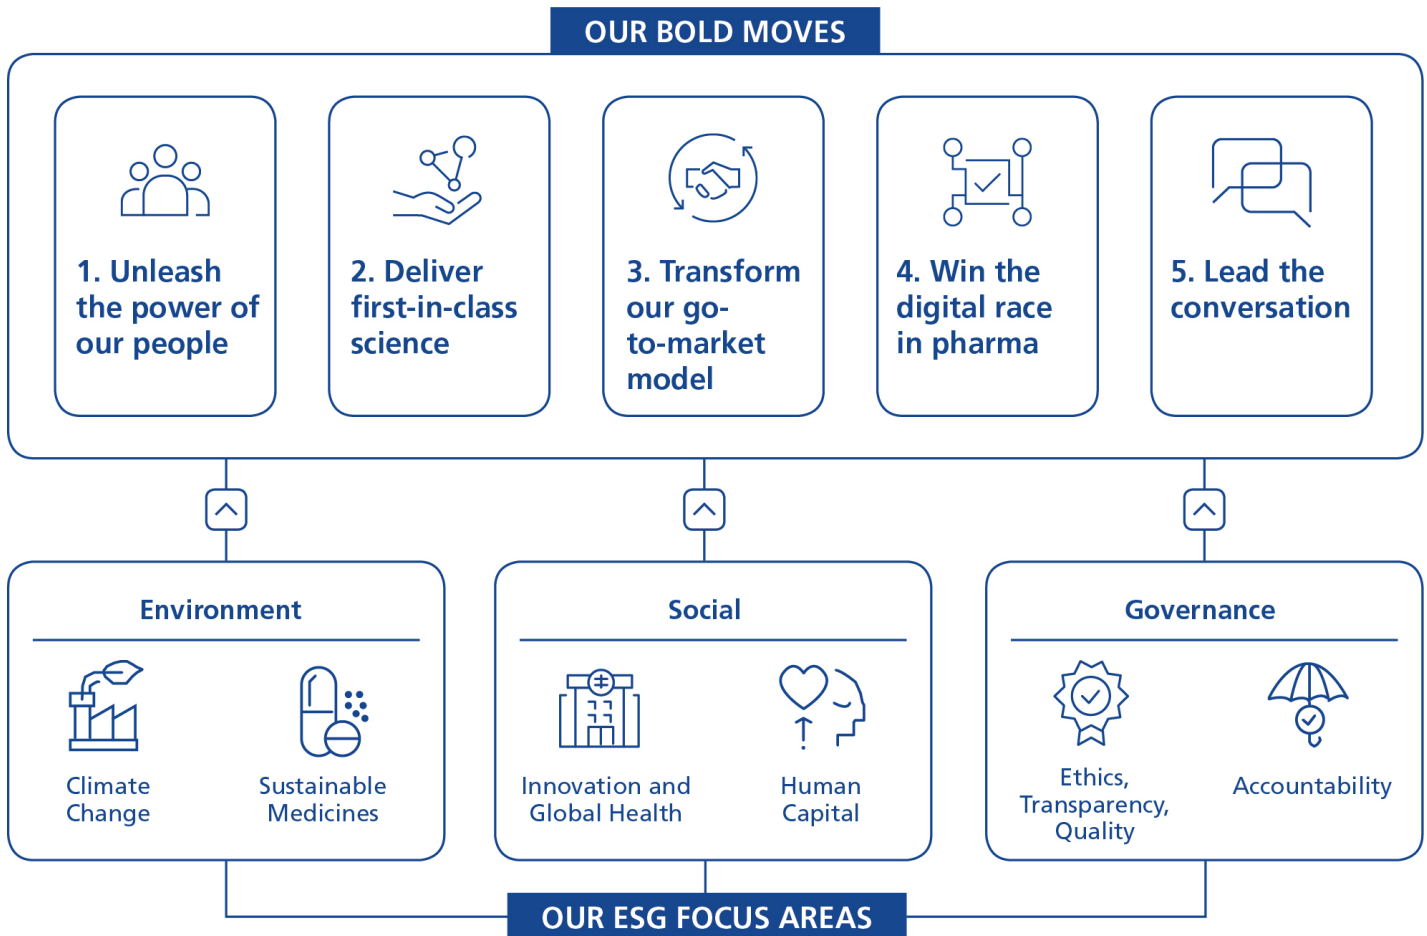 OUR BOLD MOVES
1. Unleash
the power of
our people
2. Deliver
first-in-class
science
3. Transform
our go-
to-market
model
4. Win the
digital race
in pharma
5. Lead the
conversation
Environment
Climate
Change
Sustainable
Medicines
Social
Innovation and
Global Health
Human
Capital
Governance
Ethics,
Transparency,
Quality
Accountability
OUR ESG FOCUS AREAS